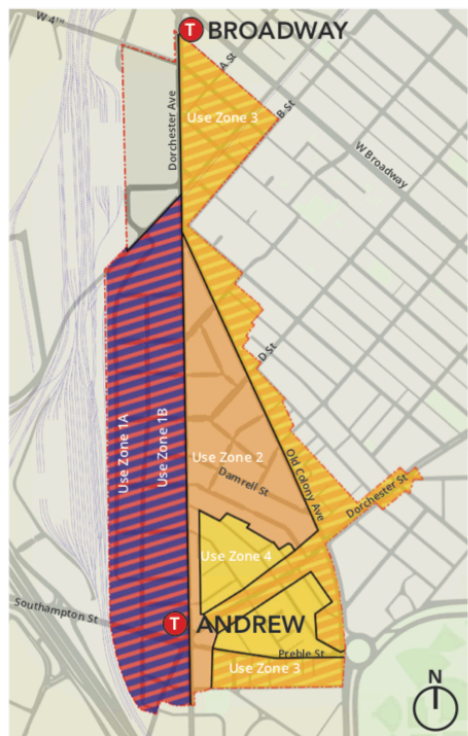 W 4TH
T BROADWAY
A St
Dorchester Ave
Use Zone 3
B St
W Broadway
D St
Use Zone 1A
Use Zone 1B
Use Zone 2
Damrell St
Old Colony Ave
Dorchester St
Use Zone 4
Southampton St
T ANDREW
Preble St
Use Zone 3
N